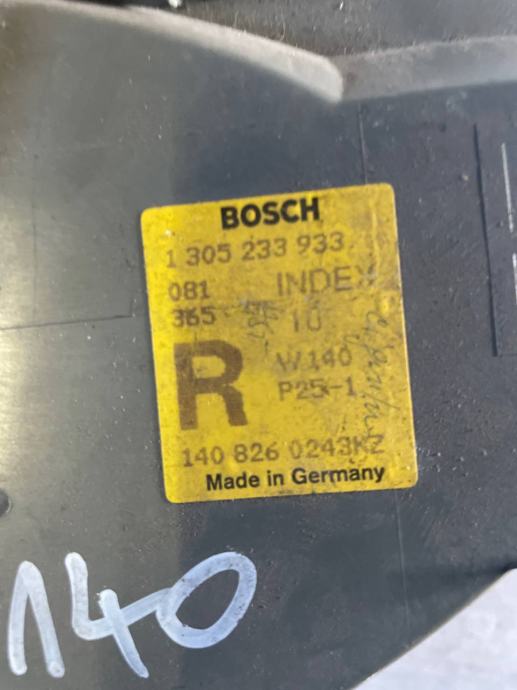 BOSCH
1 305 233 933
081 INDEX
365 10
R W140
P25-1
140 826 0243KZ
Made in Germany
140